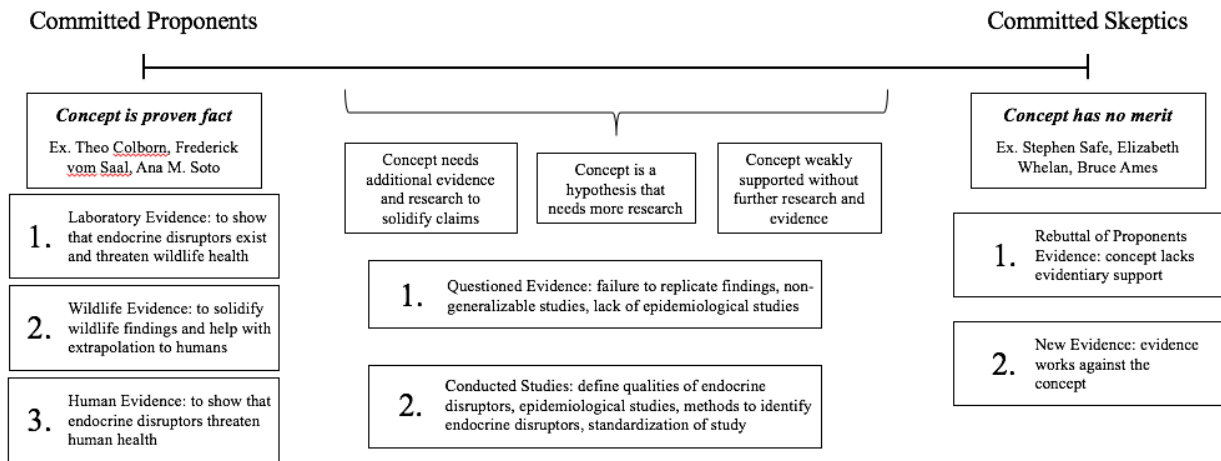 Committed Proponents
Committed Skeptics
Concept is proven fact
Ex. Theo Colborn, Frederick
vom Saal, Ana M. Soto
1.
Laboratory Evidence: to show
that endocrine disruptors exist
and threaten wildlife health
2.
Wildlife Evidence: to solidify
wildlife findings and help with
extrapolation to humans
3.
Human Evidence: to show that
endocrine disruptors threaten
human health
Concept needs
additional evidence
and research to
solidify claims
Concept is a
hypothesis that
needs more research
Concept weakly
supported without
further research and
evidence
1.
Questioned Evidence: failure to replicate findings, non-
generalizable studies, lack of epidemiological studies
2.
Conducted Studies: define qualities of endocrine
disruptors, epidemiological studies, methods to identify
endocrine disruptors, standardization of study
Concept has no merit
Ex. Stephen Safe, Elizabeth
Whelan, Bruce Ames
1.
Rebuttal of Proponents
Evidence: concept lacks
evidentiary support
2.
New Evidence: evidence
works against the
concept